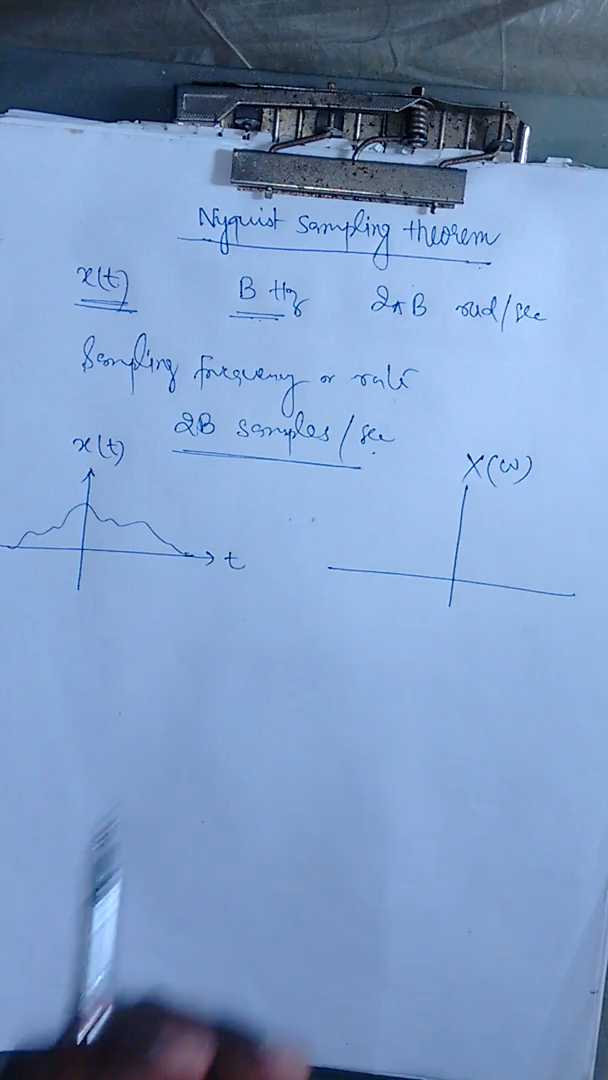 Nyquist Sampling theorem
x(t) B Hz 2πB rad/sec
Sampling frequency or rate
2B samples/sec
x(t) X(ω)
t